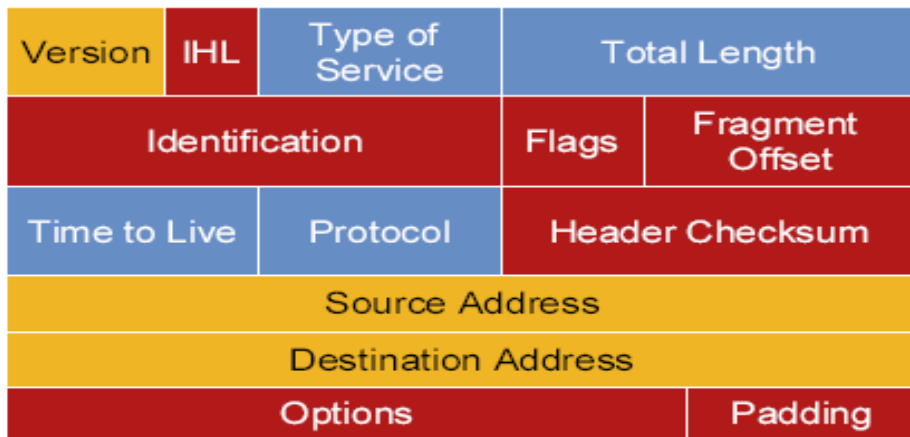 Version IHL Type of Service Total Length
Identification Flags Fragment Offset
Time to Live Protocol Header Checksum
Source Address
Destination Address
Options Padding